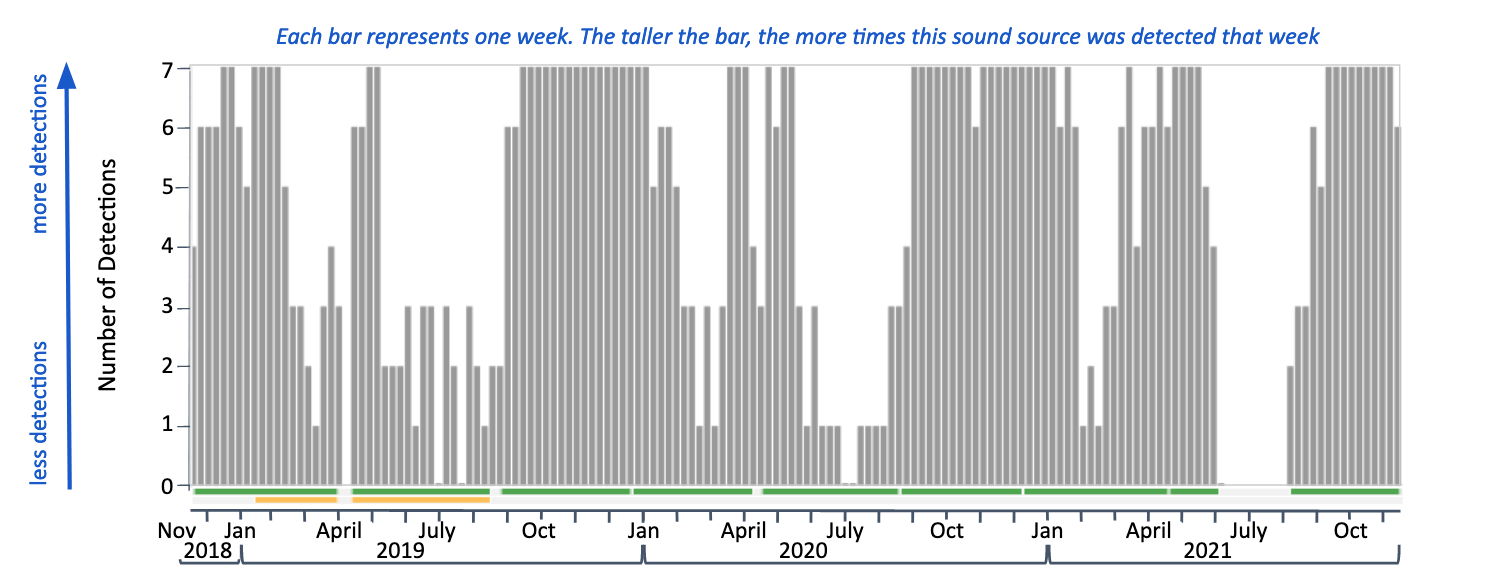 Each bar represents one week. The taller the bar, the more times this sound source was detected that week
more detections
less detections
Number of Detections
7
6
5
4
3
2
1
0
Nov Jan April July Oct Jan April July Oct Jan April July Oct
2018 2019 2020 2021